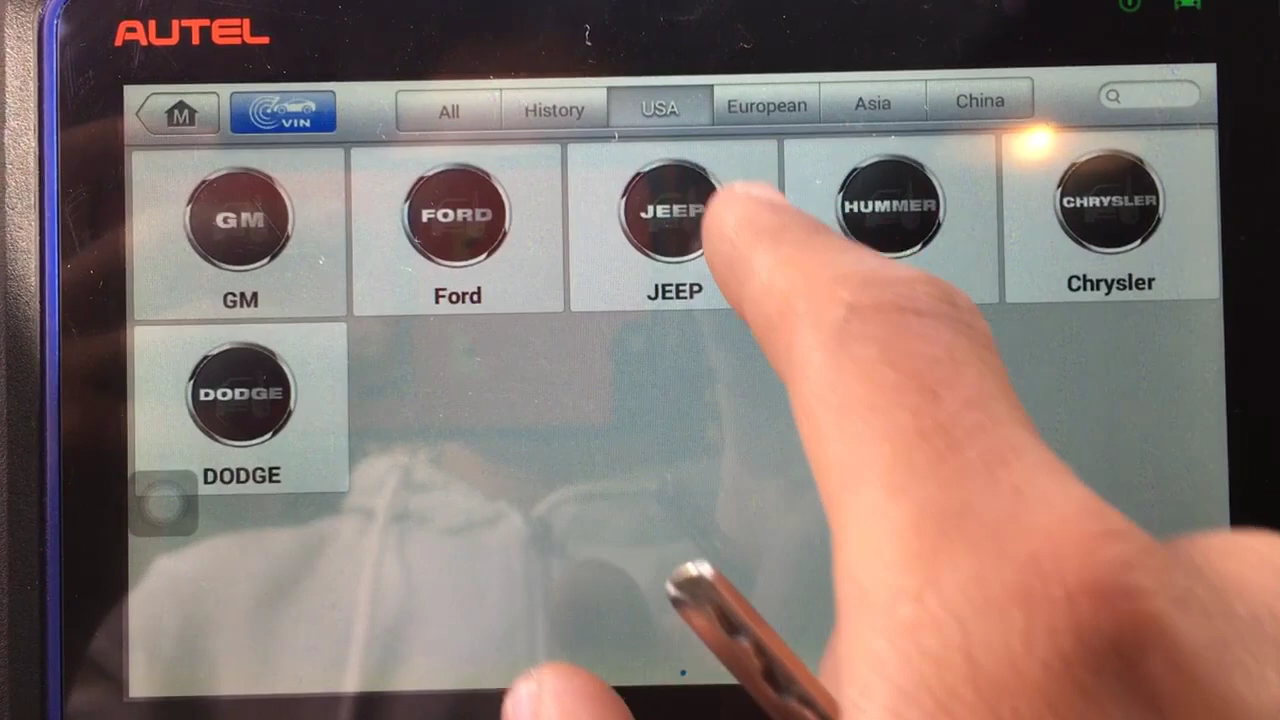 AUTEL
M VIN All History USA European Asia China
GM FORD JEEP HUMMER CHRYSLER
GM Ford JEEP Chrysler
DODGE
DODGE